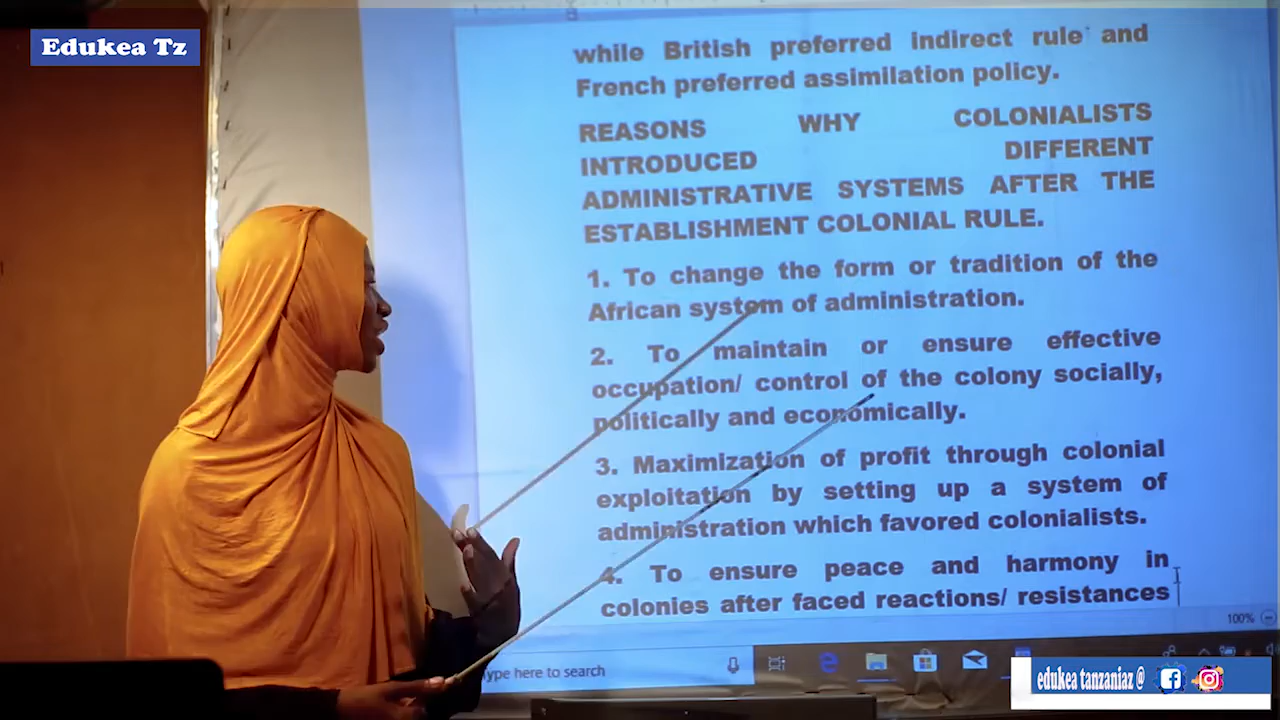 Edukea Tz
while British preferred indirect rule and
French preferred assimilation policy.
REASONS WHY COLONIALISTS
INTRODUCED DIFFERENT
ADMINISTRATIVE SYSTEMS AFTER THE
ESTABLISHMENT COLONIAL RULE.
1. To change the form or tradition of the
African system of administration.
2. To maintain or ensure effective
occupation/ control of the colony socially,
politically and economically.
3. Maximization of profit through colonial
exploitation by setting up a system of
administration which favored colonialists.
4. To ensure peace and harmony in
colonies after faced reactions/ resistances
100%
ype here to search
edukea tanzaniaz @